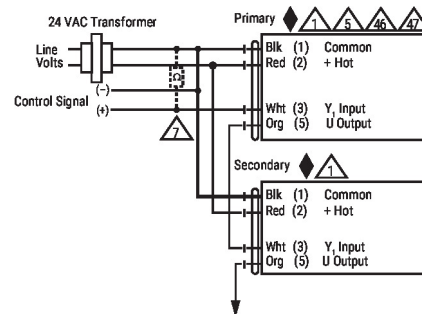 24 VAC Transformer
Primary 1 5 46 47
Line
Volts
Blk (1) Common
Red (2) + Hot
Ω
Control Signal (–)
(+)
Wht (3) Y1 Input
Org (5) U Output
7
Secondary 1
Blk (1) Common
Red (2) + Hot
Wht (3) Y1 Input
Org (5) U Output